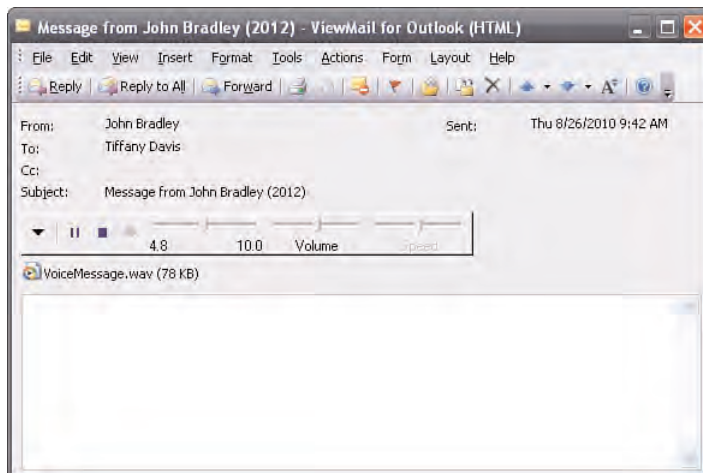 Message from John Bradley (2012) - ViewMail for Outlook (HTML)
File Edit View Insert Format Tools Actions Form Layout Help
Reply Reply to All Forward
From: John Bradley Sent: Thu 8/26/2010 9:42 AM
To: Tiffany Davis
Cc:
Subject: Message from John Bradley (2012)
4.8 10.0 Volume Speed
VoiceMessage.wav (78 KB)